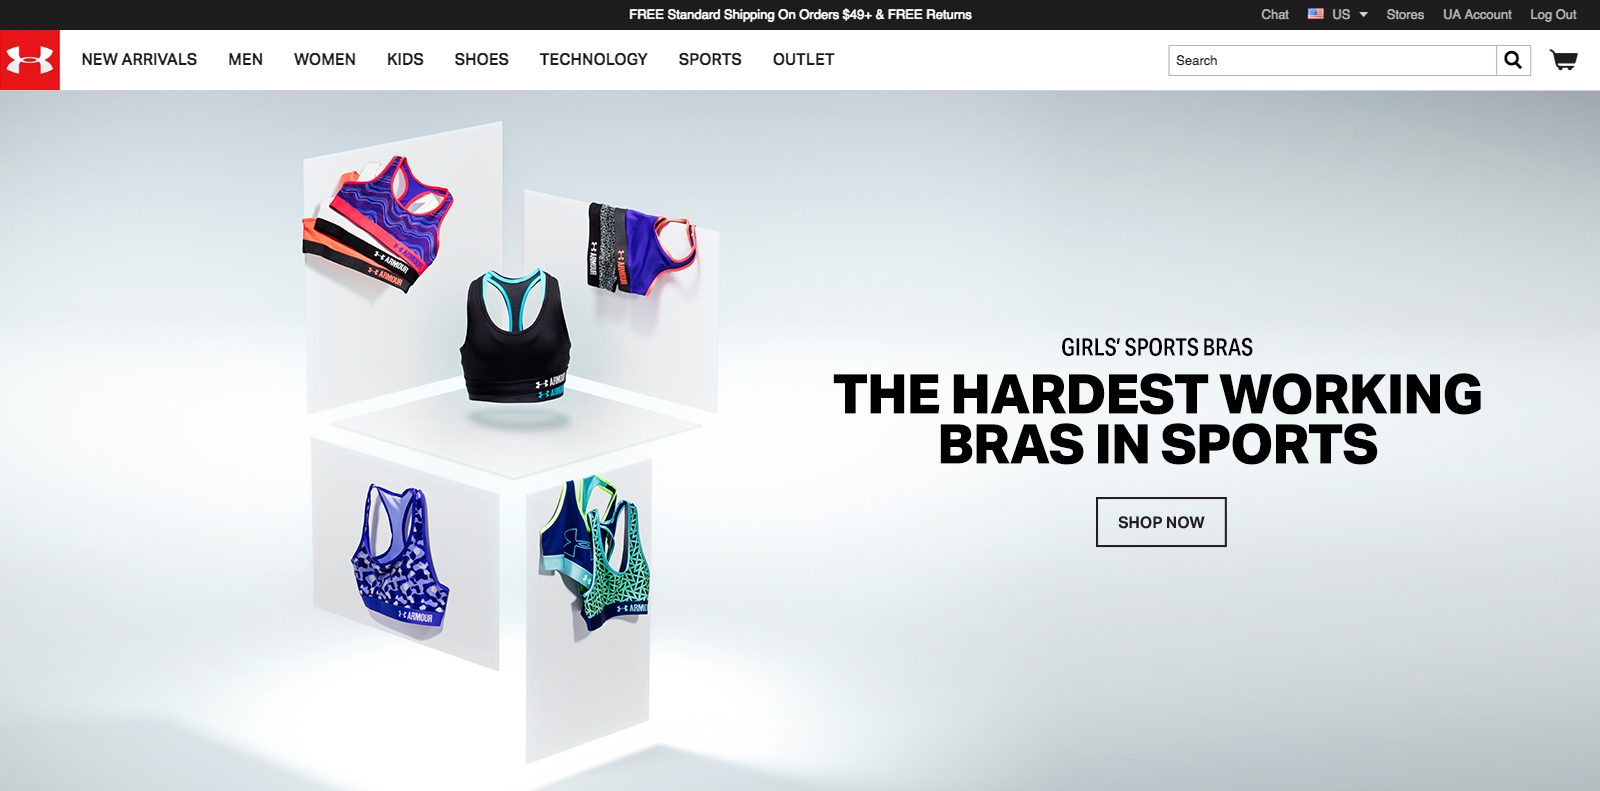 FREE Standard Shipping On Orders $49+ & FREE Returns
Chat US Stores UA Account Log Out
NEW ARRIVALS MEN WOMEN KIDS SHOES TECHNOLOGY SPORTS OUTLET
Search
ARMOUR
ARMOUR
ARMOUR
ARMOUR
ARMOUR
GIRLS' SPORTS BRAS
THE HARDEST WORKING
BRAS IN SPORTS
SHOP NOW
ARMOUR